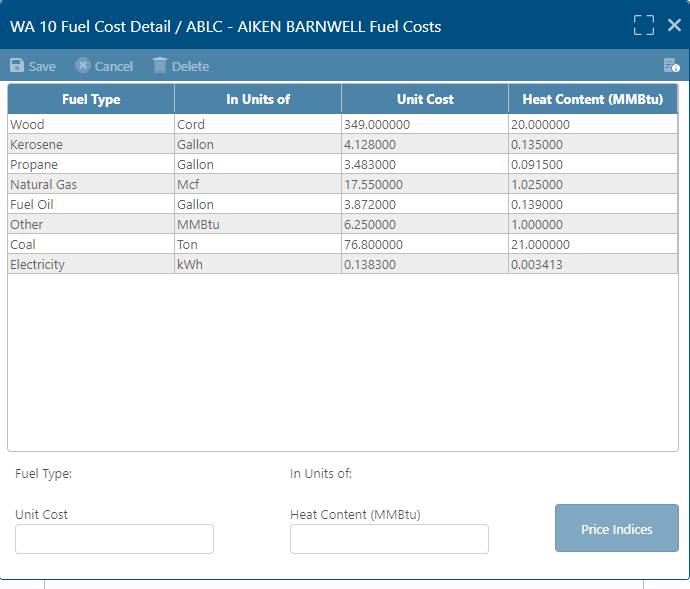 WA 10 Fuel Cost Detail / ABLC - AIKEN BARNWELL Fuel Costs
Save Cancel Delete
Fuel Type In Units of Unit Cost Heat Content (MMBtu)
Wood Cord 349.000000 20.000000
Kerosene Gallon 4.128000 0.135000
Propane Gallon 3.483000 0.091500
Natural Gas Mcf 17.550000 1.025000
Fuel Oil Gallon 3.872000 0.139000
Other MMBtu 6.250000 1.000000
Coal Ton 76.800000 21.000000
Electricity kWh 0.138300 0.003413
Fuel Type: In Units of:
Unit Cost Heat Content (MMBtu)
Price Indices